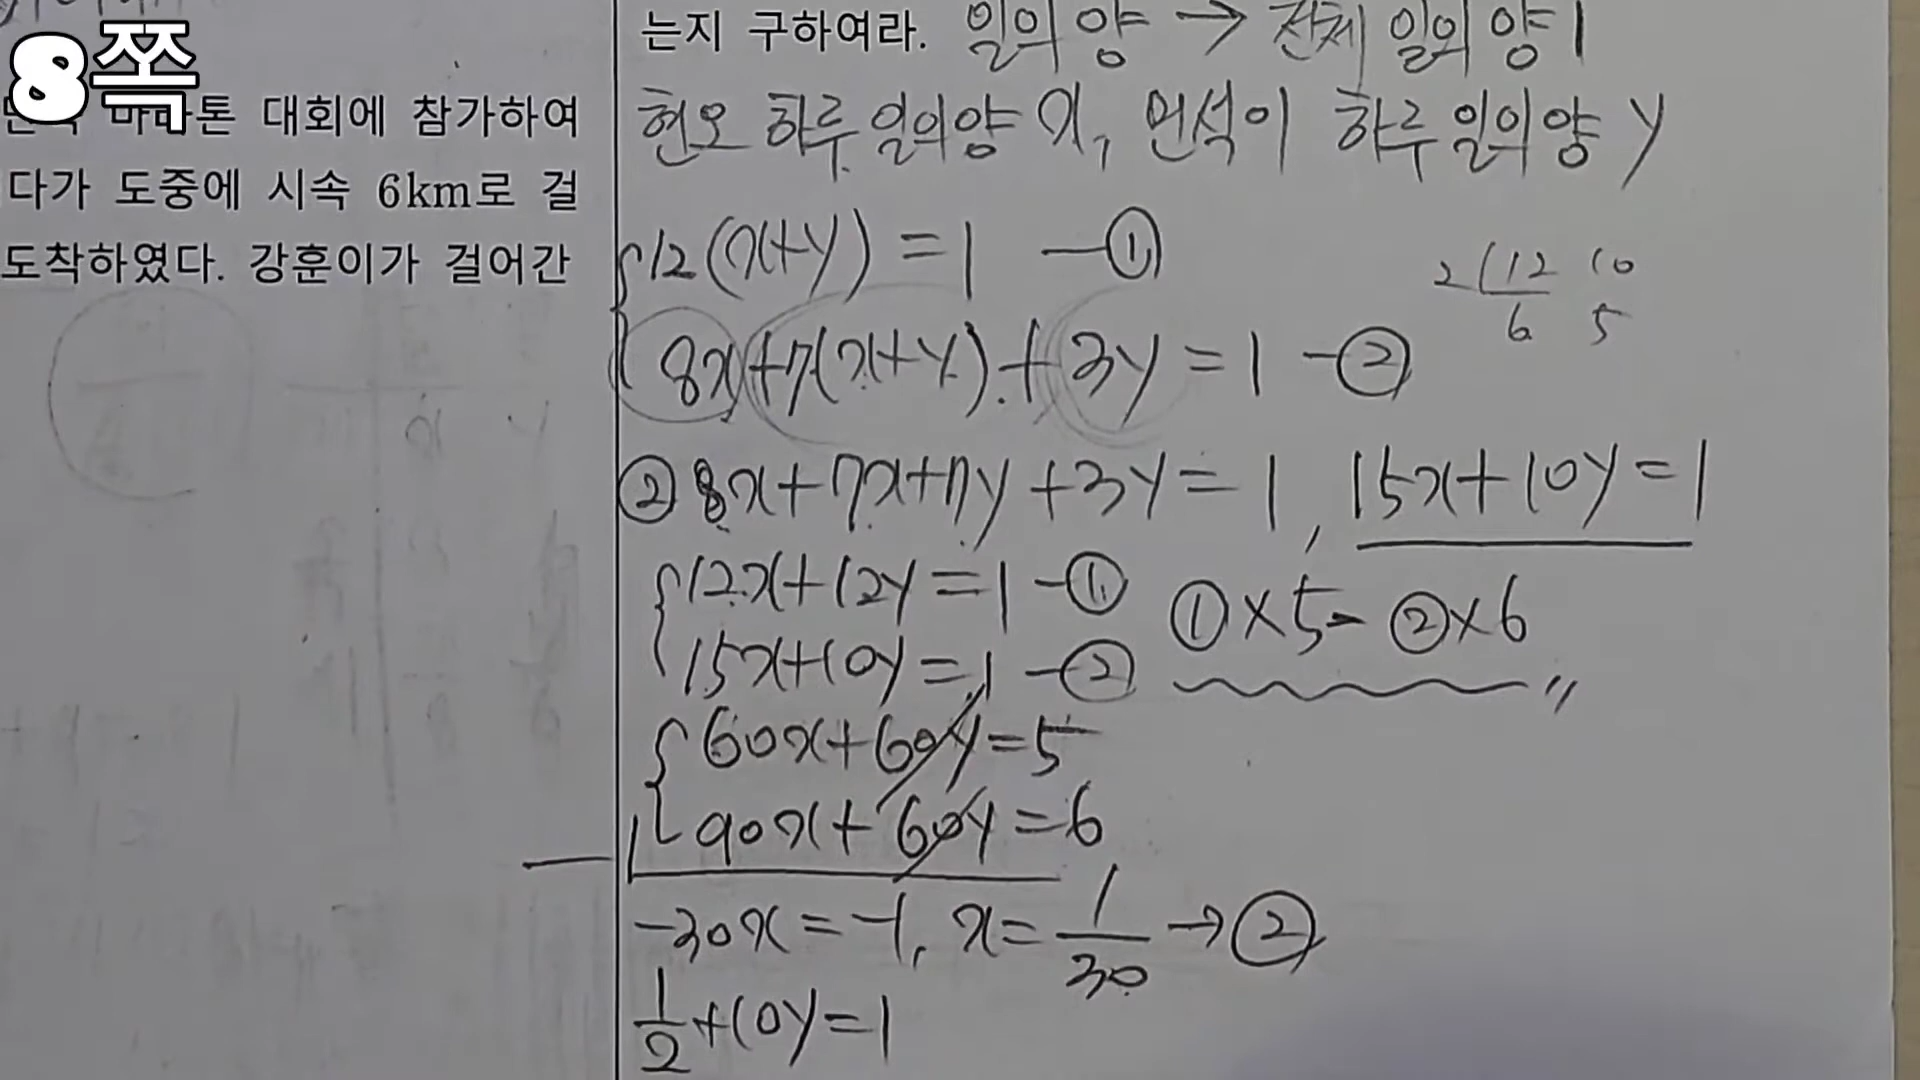 8쪽
마라톤 대회에 참가하여
다가 도중에 시속 6km로 걸
도착하였다. 강훈이가 걸어간
는지 구하여라. 일의 양 → 전체 일의 양 1
현오 하루 일의양 x, 민석이 하루 일의양 y
12(x+y)=1 —①
8x+7(x+y)+3y=1 —②
2 12 10
6 5
② 8x+7x+7y+3y=1, 15x+10y=1
12x+12y=1 —①
15x+10y=1 —②
①×5-②×6
60x+60y=5
90x+60y=6
-30x=-1, x=1/30 →②
1/2+10y=1